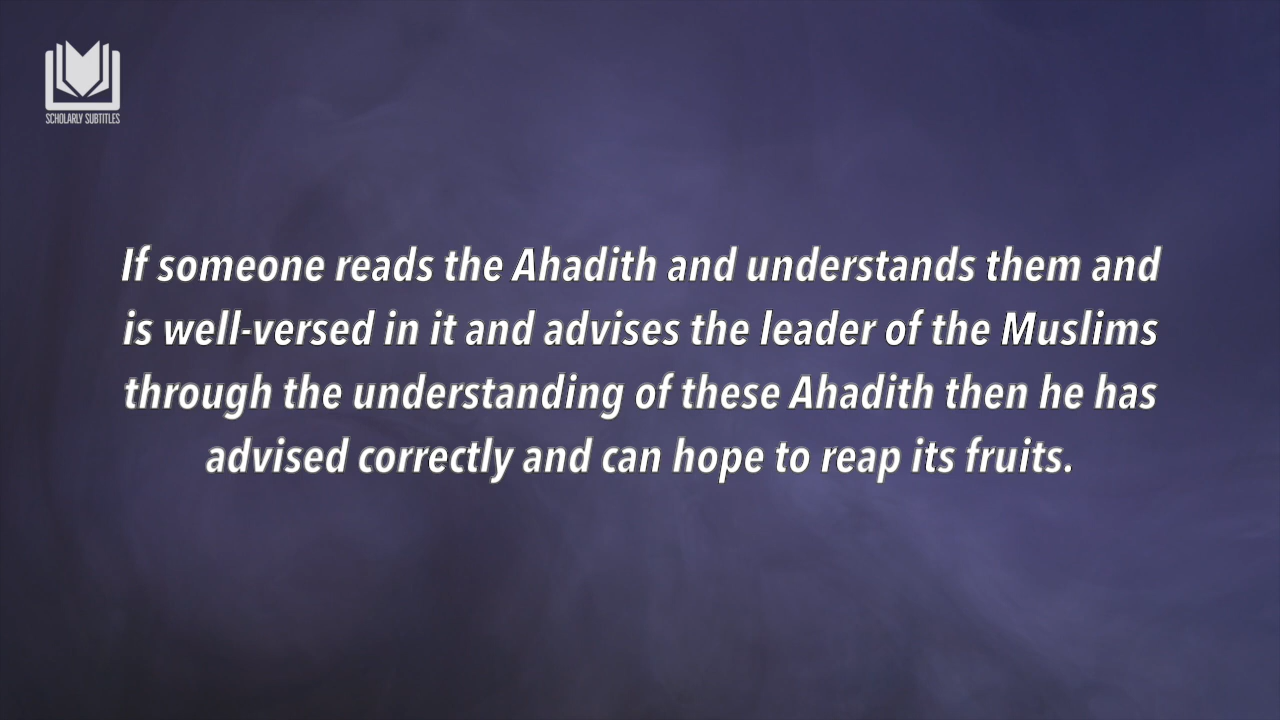 SCHOLARLY SUBTITLES
If someone reads the Ahadith and understands them and
is well-versed in it and advises the leader of the Muslims
through the understanding of these Ahadith then he has
advised correctly and can hope to reap its fruits.